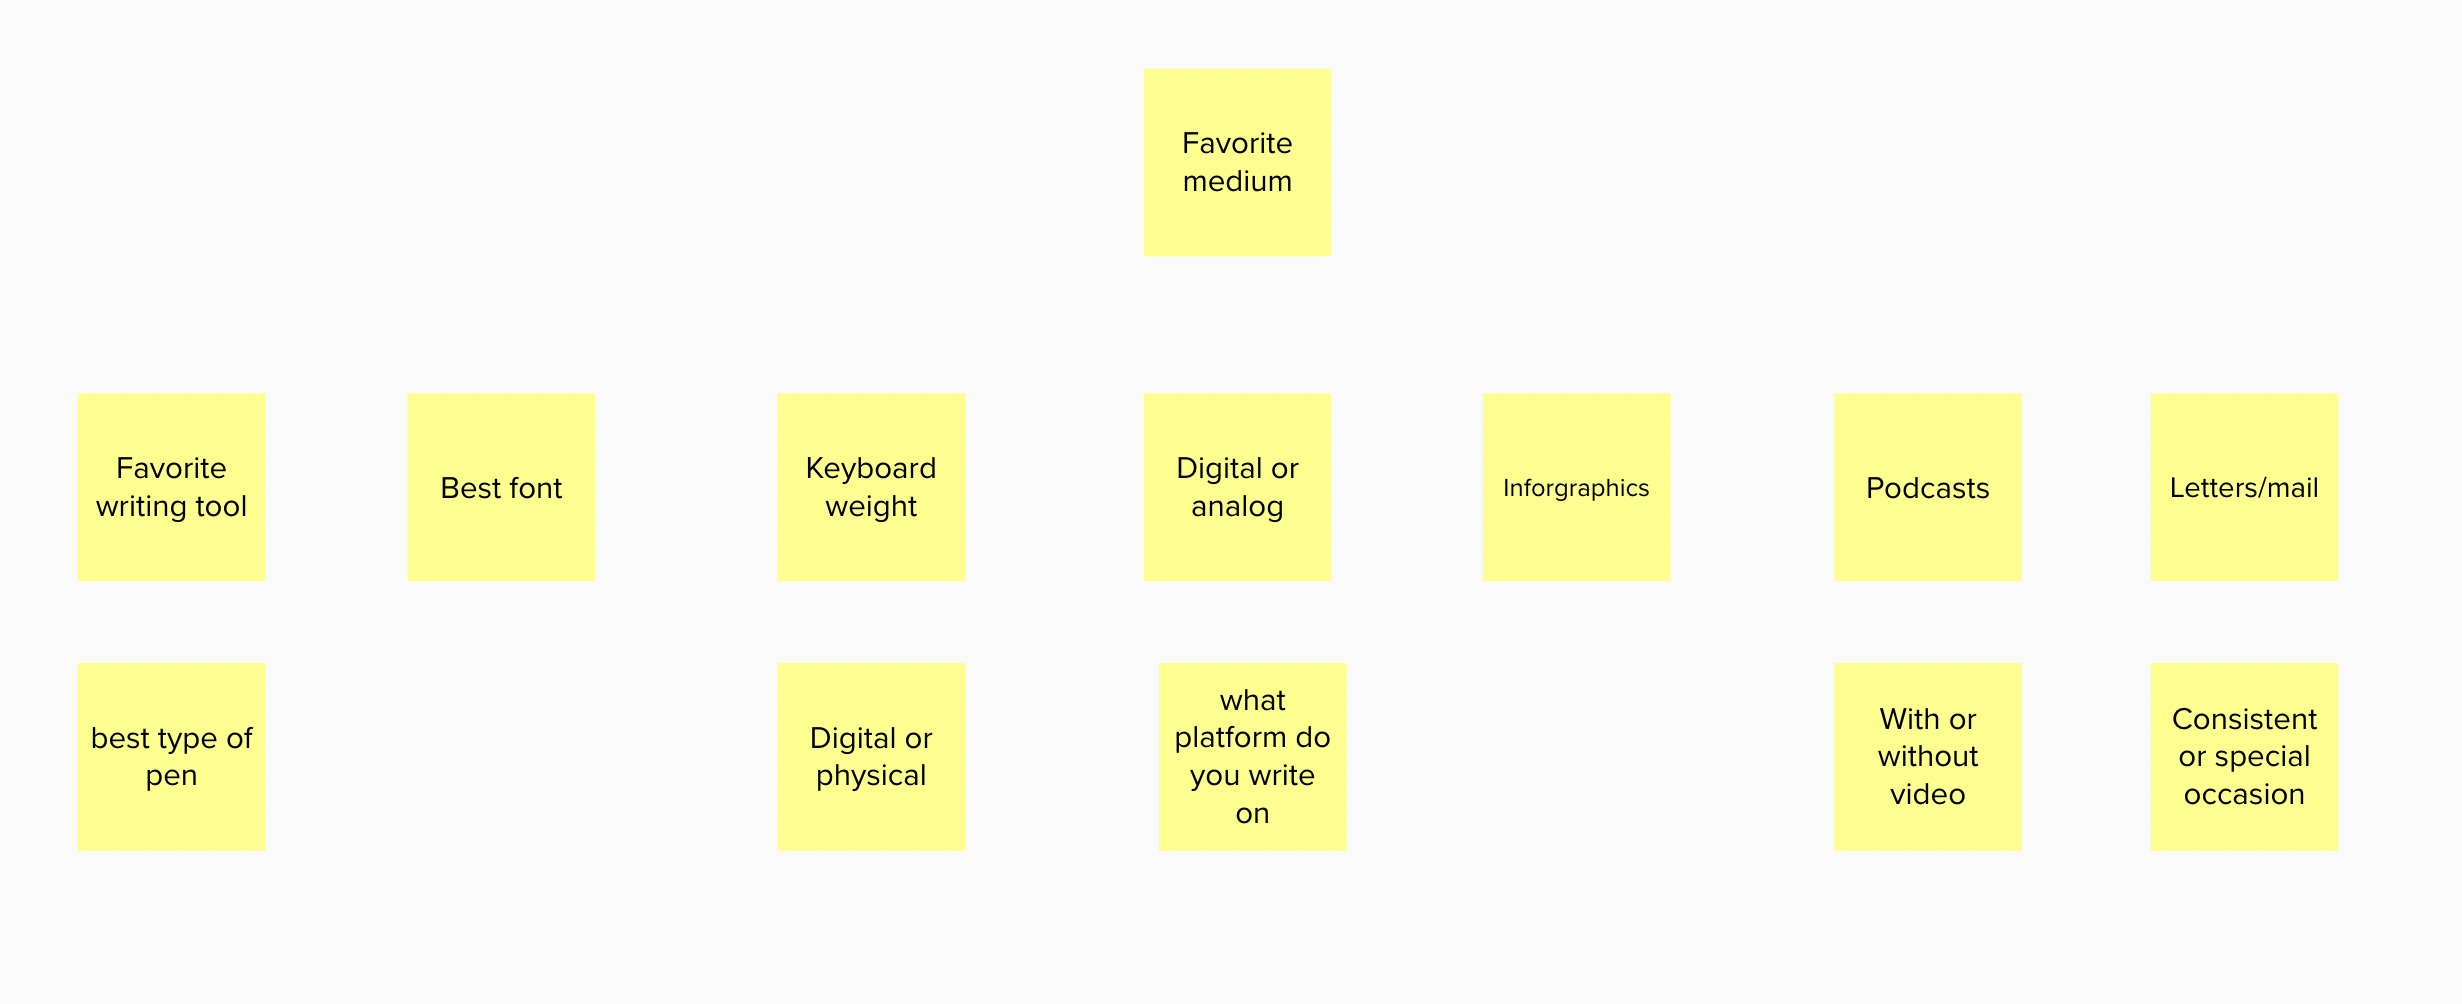 Favorite
medium
Favorite
writing tool
Best font
Keyboard
weight
Digital or
analog
Inforgraphics
Podcasts
Letters/mail
best type of
pen
Digital or
physical
what
platform do
you write
on
With or
without
video
Consistent
or special
occasion